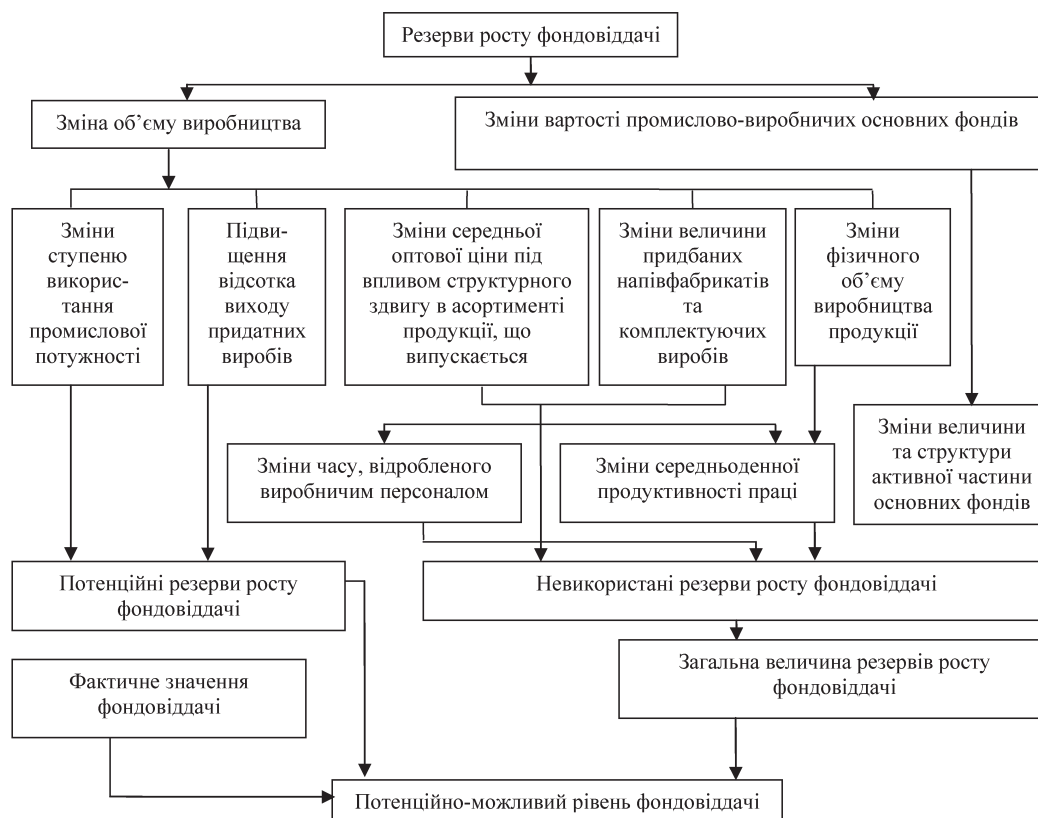 Резерви росту фондовіддачі
Зміна об’єму виробництва
Зміни вартості промислово-виробничих основних фондів
Зміни
ступеню
викорис-
тання
промислової
потужності
Підви-
щення
відсотка
виходу
придатних
виробів
Зміни середньої
оптової ціни під
впливом структурного
здвигу в асортименті
продукції, що
випускається
Зміни величини
придбаних
напівфабрикатів
та
комплектуючих
виробів
Зміни
фізичного
об’єму
виробництва
продукції
Зміни часу, відробленого
виробничим персоналом
Зміни середньоденної
продуктивності праці
Зміни величини
та структури
активної частини
основних фондів
Потенційні резерви росту
фондовіддачі
Невикористані резерви росту фондовіддачі
Фактичне значення
фондовіддачі
Загальна величина резервів росту
фондовіддачі
Потенційно-можливий рівень фондовіддачі